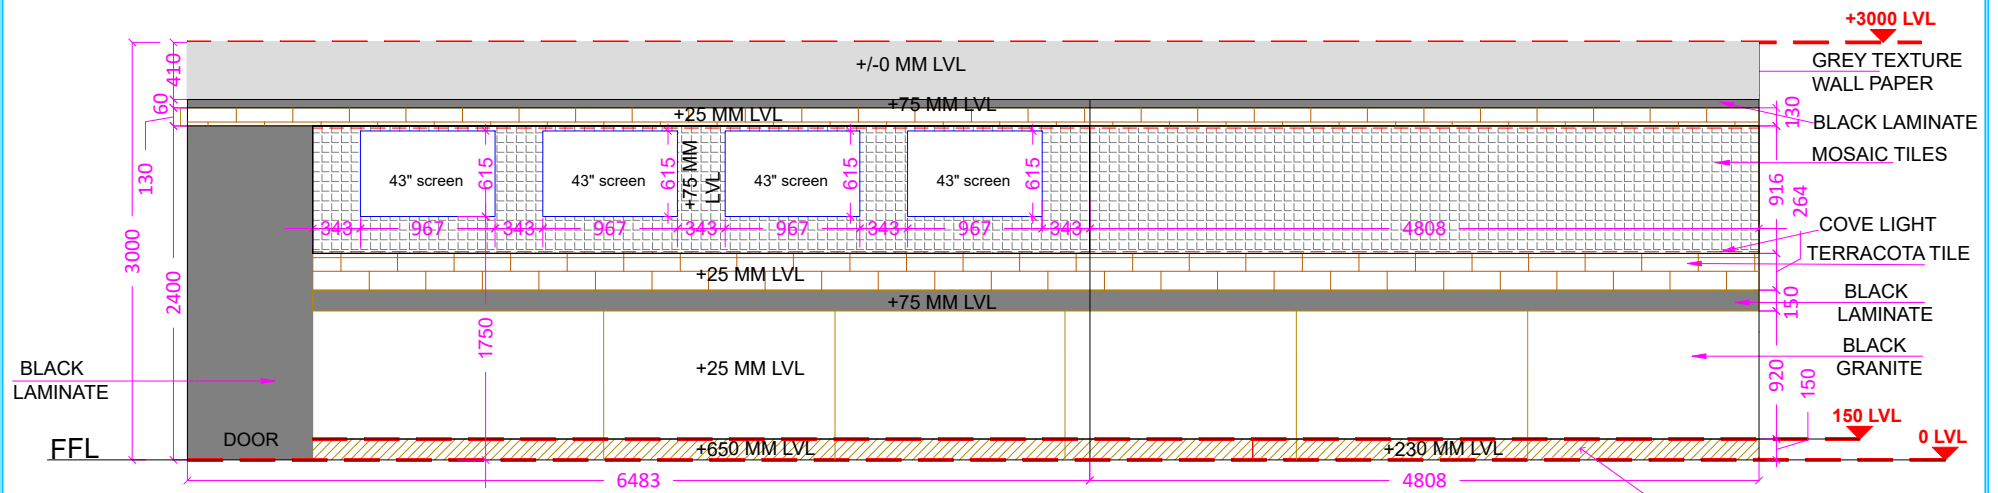 +3000 LVL
GREY TEXTURE
WALL PAPER
+/-0 MM LVL
410
60
+75 MM LVL
+25 MM LVL
130
BLACK LAMINATE
MOSAIC TILES
130
3000
2400
43" screen
615
43" screen
615
+75 MM
LVL
43" screen
615
43" screen
615
916
264
343
967
343
967
343
967
343
967
343
4808
COVE LIGHT
TERRACOTA TILE
+25 MM LVL
+75 MM LVL
150
BLACK
LAMINATE
1750
BLACK
GRANITE
+25 MM LVL
920
150
BLACK
LAMINATE
150 LVL
0 LVL
DOOR
FFL
+650 MM LVL
+230 MM LVL
6483
4808